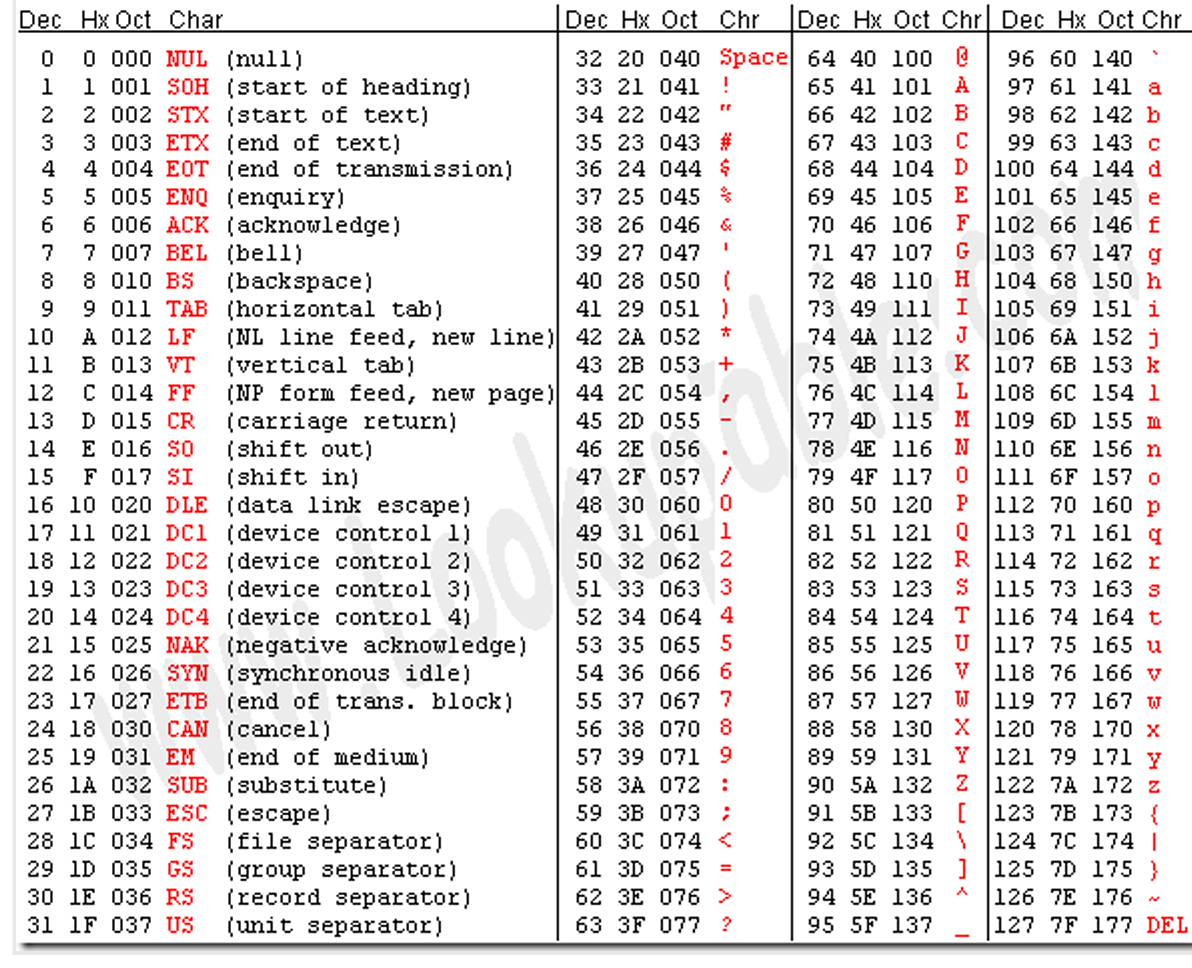 Dec Hx Oct Char Dec Hx Oct Chr Dec Hx Oct Chr Dec Hx Oct Chr
0 0 000 NUL (null) 32 20 040 Space 64 40 100 @ 96 60 140 `
1 1 001 SOH (start of heading) 33 21 041 ! 65 41 101 A 97 61 141 a
2 2 002 STX (start of text) 34 22 042 " 66 42 102 B 98 62 142 b
3 3 003 ETX (end of text) 35 23 043 # 67 43 103 C 99 63 143 c
4 4 004 EOT (end of transmission) 36 24 044 $ 68 44 104 D 100 64 144 d
5 5 005 ENQ (enquiry) 37 25 045 % 69 45 105 E 101 65 145 e
6 6 006 ACK (acknowledge) 38 26 046 & 70 46 106 F 102 66 146 f
7 7 007 BEL (bell) 39 27 047 ' 71 47 107 G 103 67 147 g
8 8 010 BS (backspace) 40 28 050 ( 72 48 110 H 104 68 150 h
9 9 011 TAB (horizontal tab) 41 29 051 ) 73 49 111 I 105 69 151 i
10 A 012 LF (NL line feed, new line) 42 2A 052 * 74 4A 112 J 106 6A 152 j
11 B 013 VT (vertical tab) 43 2B 053 + 75 4B 113 K 107 6B 153 k
12 C 014 FF (NP form feed, new page) 44 2C 054 , 76 4C 114 L 108 6C 154 l
13 D 015 CR (carriage return) 45 2D 055 - 77 4D 115 M 109 6D 155 m
14 E 016 SO (shift out) 46 2E 056 . 78 4E 116 N 110 6E 156 n
15 F 017 SI (shift in) 47 2F 057 / 79 4F 117 O 111 6F 157 o
16 10 020 DLE (data link escape) 48 30 060 0 80 50 120 P 112 70 160 p
17 11 021 DC1 (device control 1) 49 31 061 1 81 51 121 Q 113 71 161 q
18 12 022 DC2 (device control 2) 50 32 062 2 82 52 122 R 114 72 162 r
19 13 023 DC3 (device control 3) 51 33 063 3 83 53 123 S 115 73 163 s
20 14 024 DC4 (device control 4) 52 34 064 4 84 54 124 T 116 74 164 t
21 15 025 NAK (negative acknowledge) 53 35 065 5 85 55 125 U 117 75 165 u
22 16 026 SYN (synchronous idle) 54 36 066 6 86 56 126 V 118 76 166 v
23 17 027 ETB (end of trans. block) 55 37 067 7 87 57 127 W 119 77 167 w
24 18 030 CAN (cancel) 56 38 070 8 88 58 130 X 120 78 170 x
25 19 031 EM (end of medium) 57 39 071 9 89 59 131 Y 121 79 171 y
26 1A 032 SUB (substitute) 58 3A 072 : 90 5A 132 Z 122 7A 172 z
27 1B 033 ESC (escape) 59 3B 073 ; 91 5B 133 [ 123 7B 173 {
28 1C 034 FS (file separator) 60 3C 074 < 92 5C 134 \ 124 7C 174 |
29 1D 035 GS (group separator) 61 3D 075 = 93 5D 135 ] 125 7D 175 }
30 1E 036 RS (record separator) 62 3E 076 > 94 5E 136 ^ 126 7E 176 ~
31 1F 037 US (unit separator) 63 3F 077 ? 95 5F 137 _ 127 7F 177 DEL